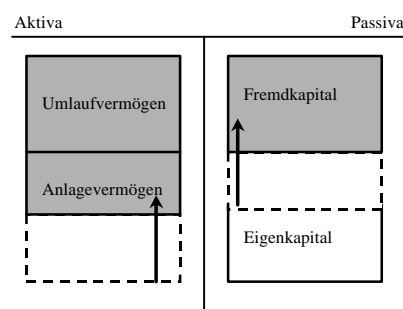 Aktiva Passiva
Umlaufvermögen Fremdkapital
Anlagevermögen
Eigenkapital